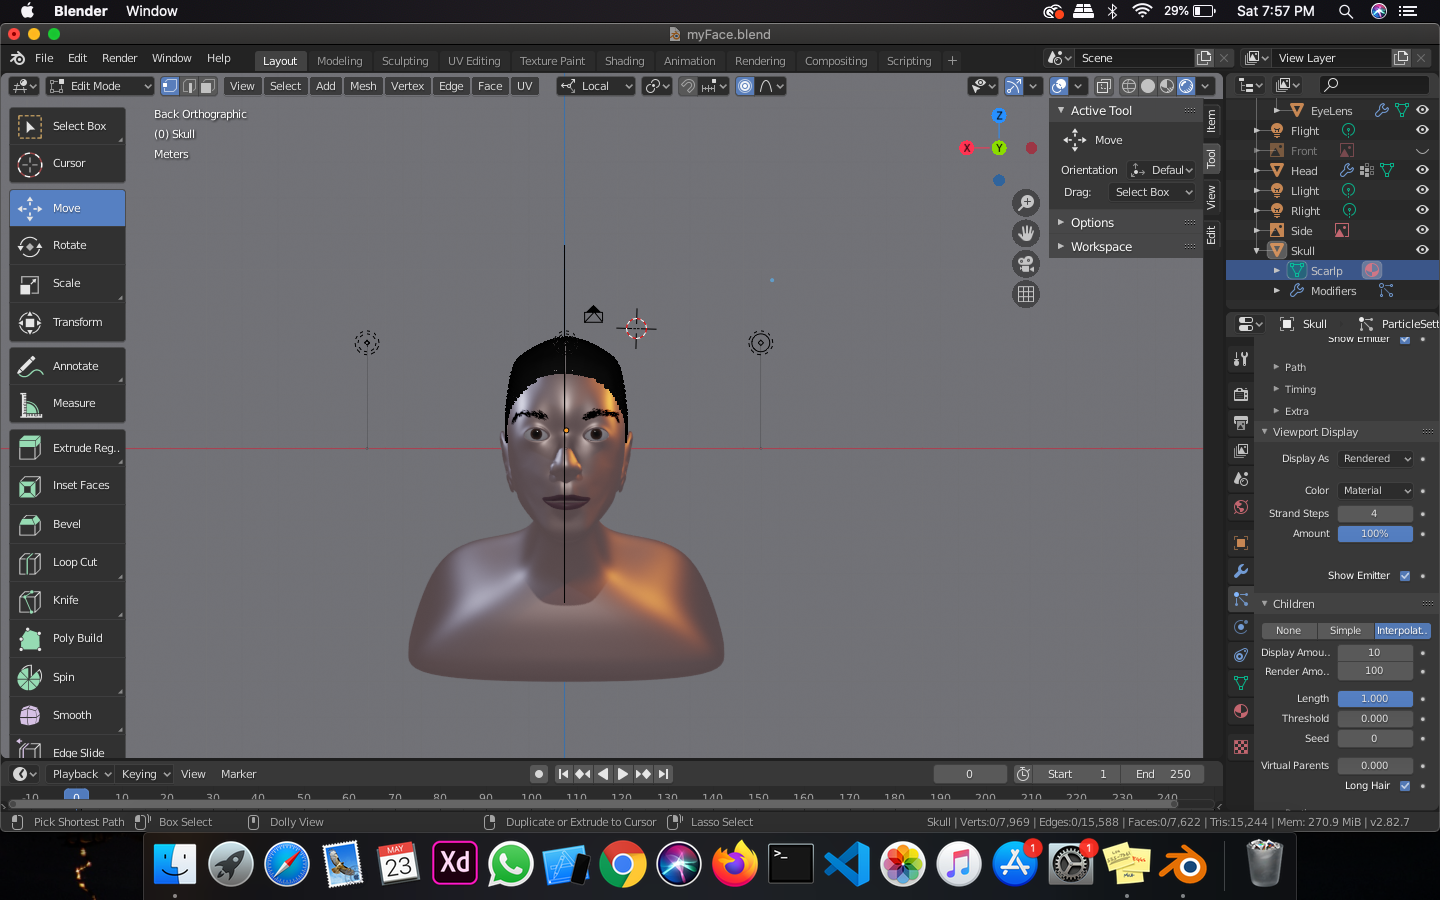 Blender Window 29% Sat 7:57 PM
myFace.blend
File Edit Render Window Help Layout Modeling Sculpting UV Editing Texture Paint Shading Animation Rendering Compositing Scripting + Scene View Layer
Edit Mode View Select Add Mesh Vertex Edge Face UV Local
Back Orthographic
(0) Skull
Meters
Select Box
Cursor
Move
Rotate
Scale
Transform
Annotate
Measure
Extrude Reg..
Inset Faces
Bevel
Loop Cut
Knife
Poly Build
Spin
Smooth
Edge Slide
Z
X
Y
Active Tool
Move
Orientation Defaul
Drag: Select Box
Options
Workspace
Item
Tool
View
Edit
EyeLens
Flight
Front
Head
Llight
Rlight
Side
Skull
Scarlp
Modifiers
Skull ParticleSett
Show Emitter
Path
Timing
Extra
Viewport Display
Display As Rendered
Color Material
Strand Steps 4
Amount 100%
Show Emitter
Children
None Simple Interpolat..
Display Amou.. 10
Render Amo.. 100
Length 1.000
Threshold 0.000
Seed 0
Virtual Parents 0.000
Long Hair
Playback Keying View Marker 0 Start 1 End 250
-10 0 10 20 30 40 50 60 70 80 90 100 110 120 130 140 150 160 170 180 190 200 210 220 230 240
Pick Shortest Path Box Select Dolly View Duplicate or Extrude to Cursor Lasso Select Skull | Verts:0/7,969 | Edges:0/15,588 | Faces:0/7,622 | Tris:15,244 | Mem: 270.9 MiB | v2.82.7
MAY
23
Xd
>_
1
1